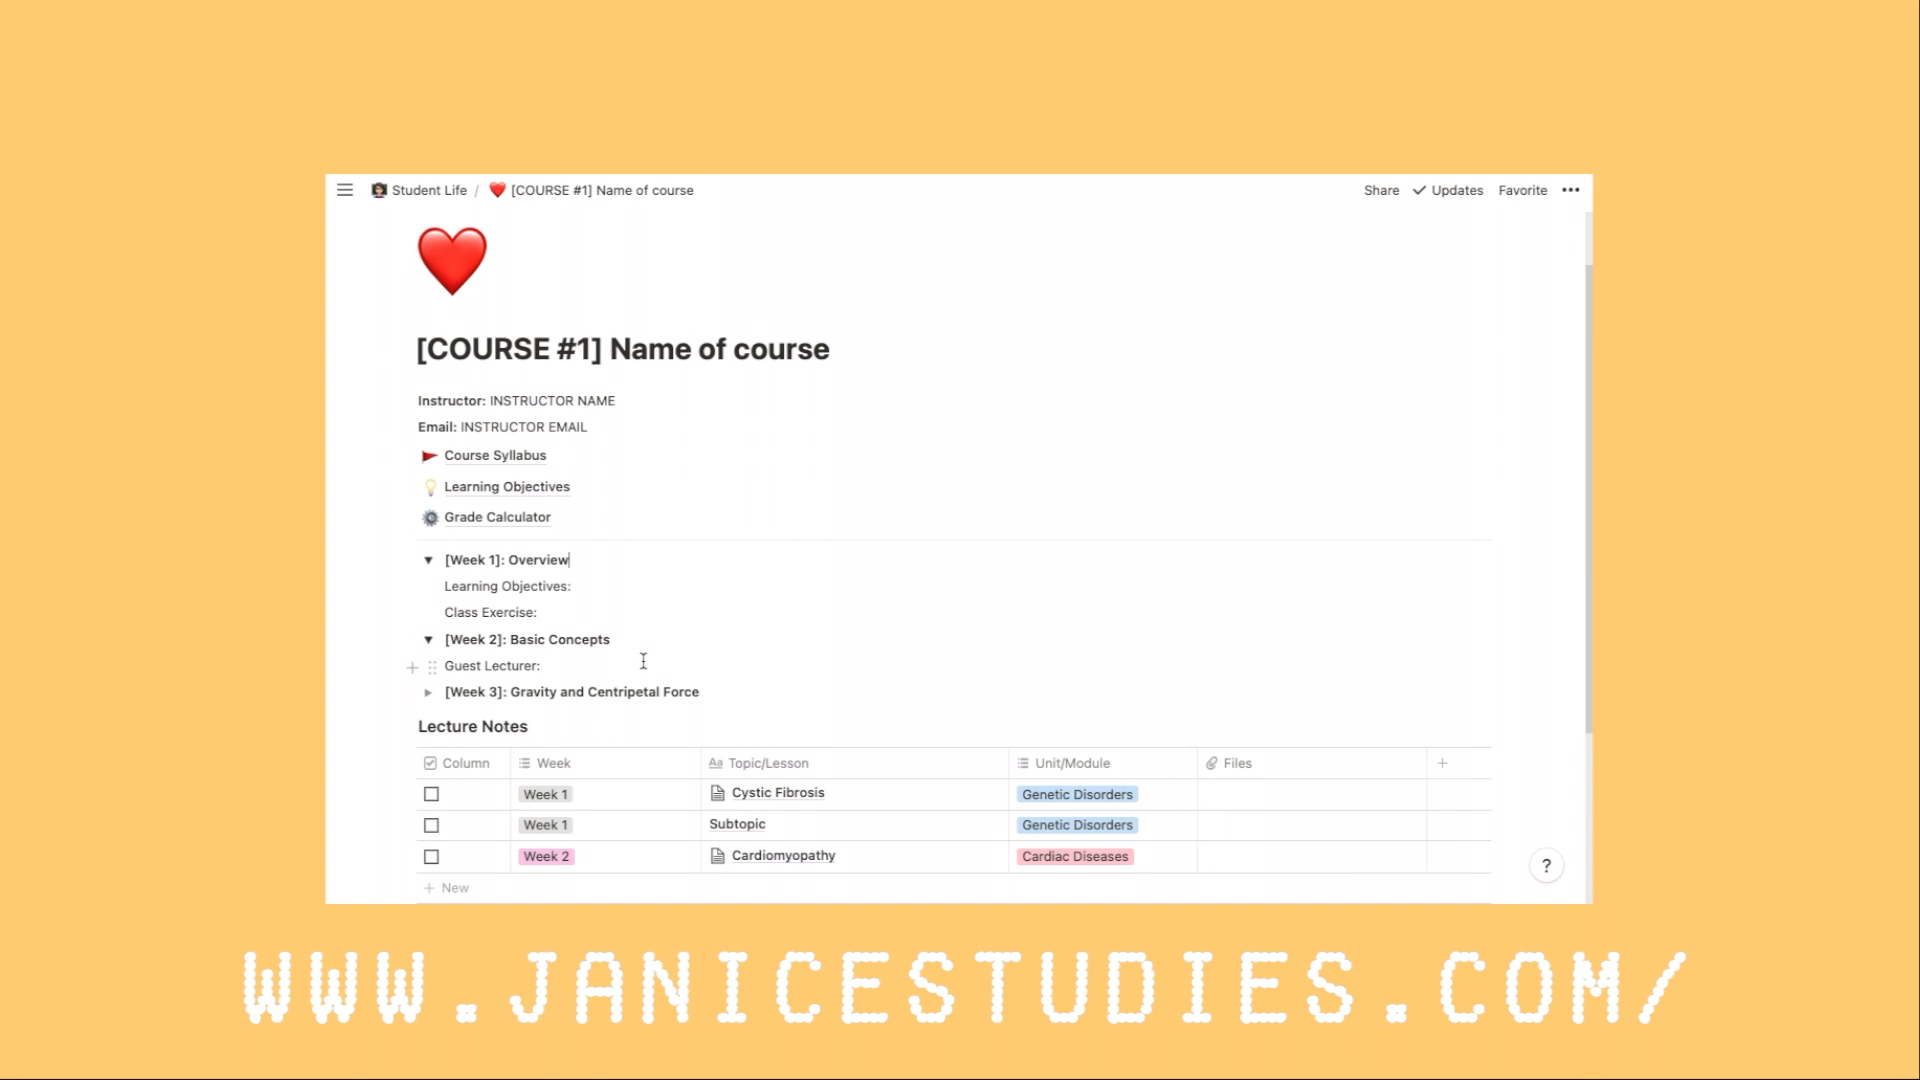 Student Life / [COURSE #1] Name of course Share Updates Favorite
[COURSE #1] Name of course
Instructor: INSTRUCTOR NAME
Email: INSTRUCTOR EMAIL
Course Syllabus
Learning Objectives
Grade Calculator
[Week 1]: Overview
Learning Objectives:
Class Exercise:
[Week 2]: Basic Concepts
Guest Lecturer:
[Week 3]: Gravity and Centripetal Force
Lecture Notes
Column Week Aa Topic/Lesson Unit/Module Files +
Week 1 Cystic Fibrosis Genetic Disorders
Week 1 Subtopic Genetic Disorders
Week 2 Cardiomyopathy Cardiac Diseases
+ New
?
WWW.JANICESTUDIES.COM/